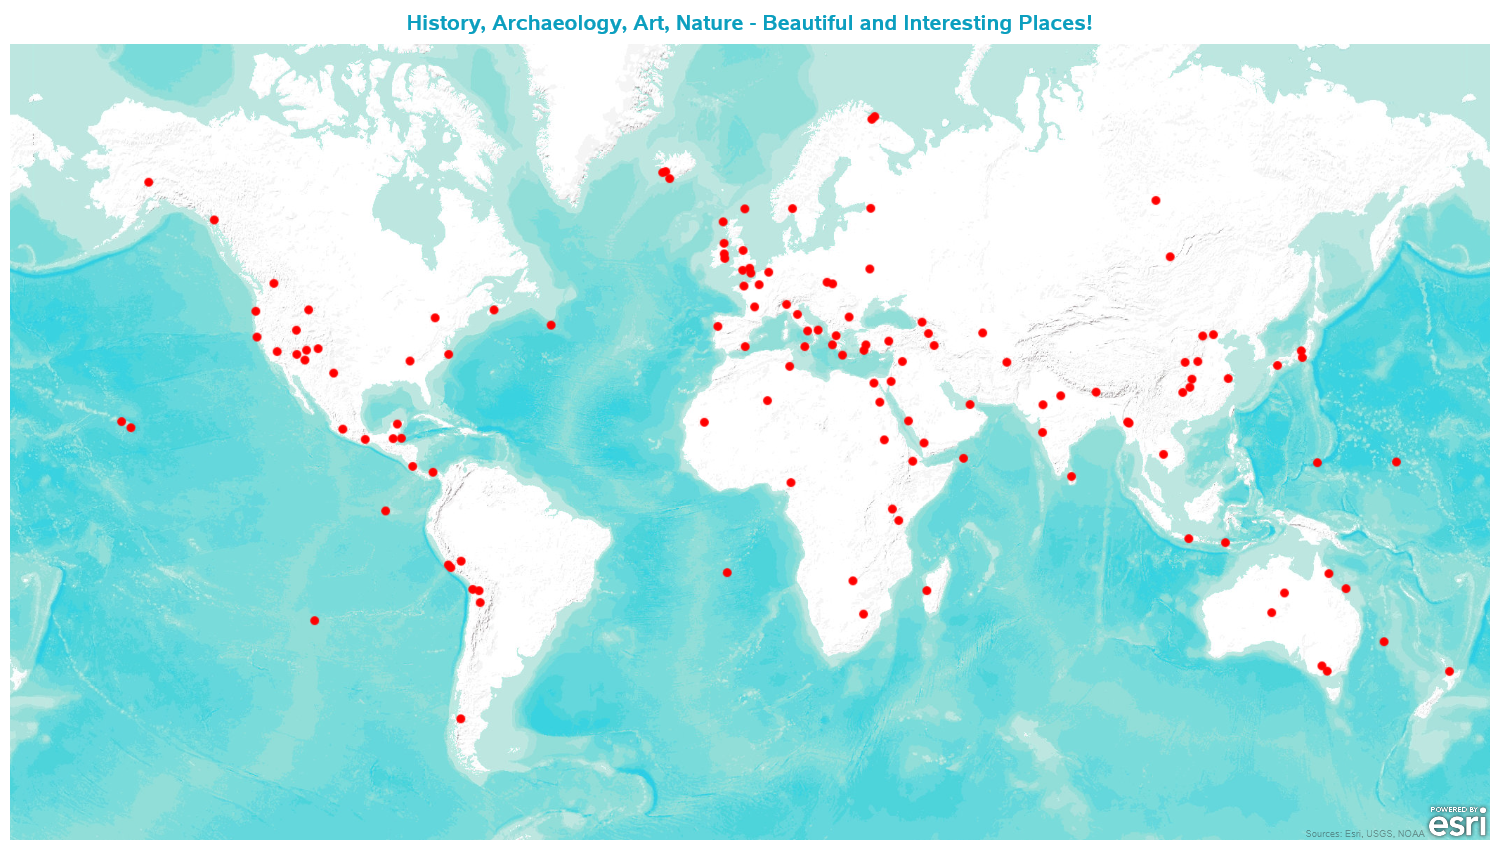 History, Archaeology, Art, Nature - Beautiful and Interesting Places!
POWERED BY
esri
Sources: Esri, USGS, NOAA